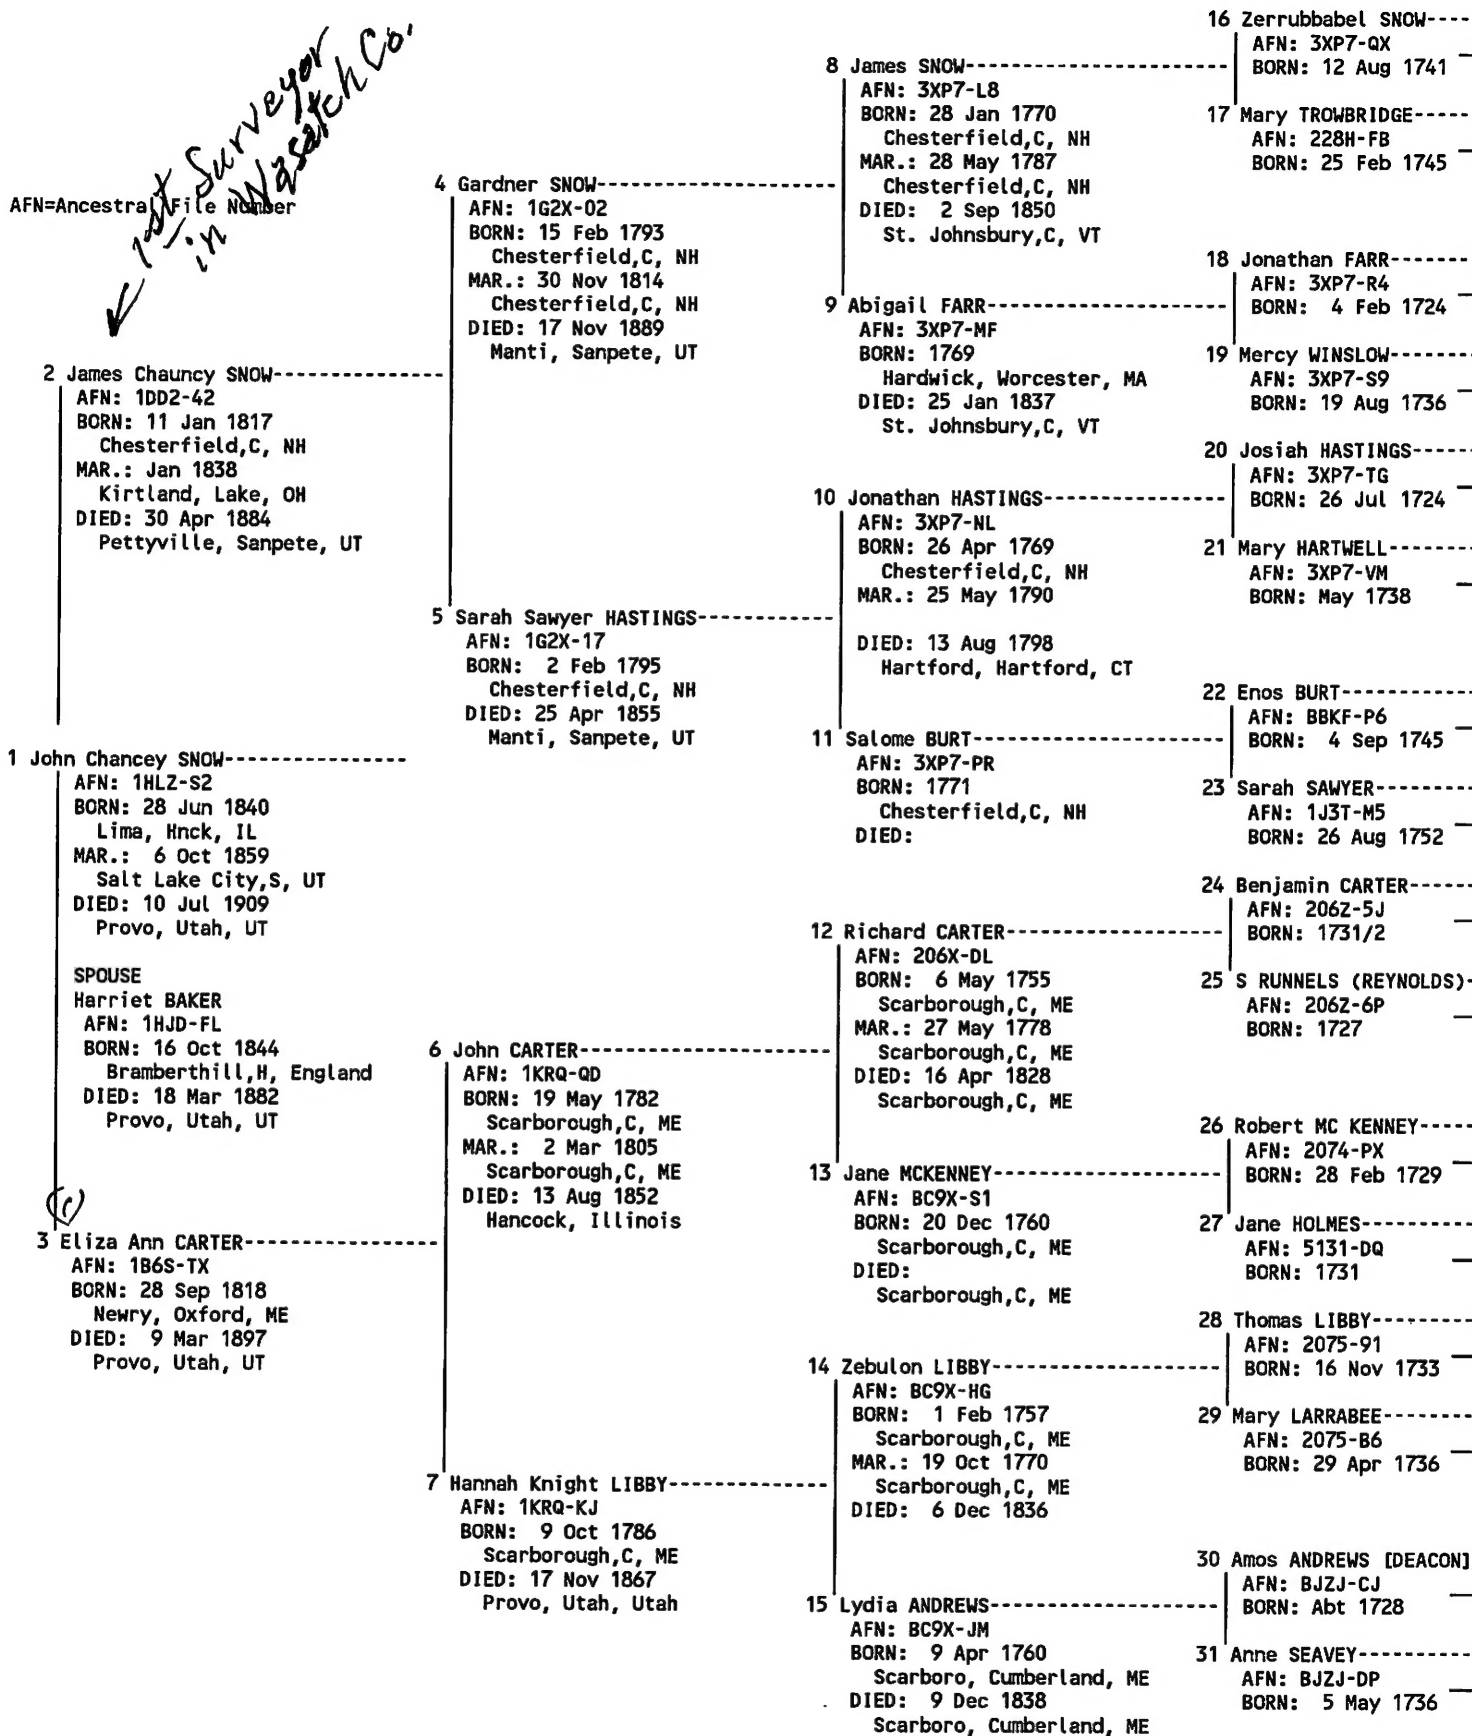 1st Surveyor
in Wasatch Co.
AFN=Ancestral File Number
1 John Chancey SNOW
AFN: 1HLZ-S2
BORN: 28 Jun 1840
Lima, Hnck, IL
MAR.: 6 Oct 1859
Salt Lake City,S, UT
DIED: 10 Jul 1909
Provo, Utah, UT
SPOUSE
Harriet BAKER
AFN: 1HJD-FL
BORN: 16 Oct 1844
Bramberthill,H, England
DIED: 18 Mar 1882
Provo, Utah, UT
2 James Chauncy SNOW
AFN: 1DD2-42
BORN: 11 Jan 1817
Chesterfield,C, NH
MAR.: Jan 1838
Kirtland, Lake, OH
DIED: 30 Apr 1884
Pettyville, Sanpete, UT
3 Eliza Ann CARTER
AFN: 1B6S-TX
BORN: 28 Sep 1818
Newry, Oxford, ME
DIED: 9 Mar 1897
Provo, Utah, UT
4 Gardner SNOW
AFN: 1G2X-02
BORN: 15 Feb 1793
Chesterfield,C, NH
MAR.: 30 Nov 1814
Chesterfield,C, NH
DIED: 17 Nov 1889
Manti, Sanpete, UT
5 Sarah Sawyer HASTINGS
AFN: 1G2X-17
BORN: 2 Feb 1795
Chesterfield,C, NH
DIED: 25 Apr 1855
Manti, Sanpete, UT
6 John CARTER
AFN: 1KRQ-QD
BORN: 19 May 1782
Scarborough,C, ME
MAR.: 2 Mar 1805
Scarborough,C, ME
DIED: 13 Aug 1852
Hancock, Illinois
7 Hannah Knight LIBBY
AFN: 1KRQ-KJ
BORN: 9 Oct 1786
Scarborough,C, ME
DIED: 17 Nov 1867
Provo, Utah, Utah
8 James SNOW
AFN: 3XP7-L8
BORN: 28 Jan 1770
Chesterfield,C, NH
MAR.: 28 May 1787
Chesterfield,C, NH
DIED: 2 Sep 1850
St. Johnsbury,C, VT
9 Abigail FARR
AFN: 3XP7-MF
BORN: 1769
Hardwick, Worcester, MA
DIED: 25 Jan 1837
St. Johnsbury,C, VT
10 Jonathan HASTINGS
AFN: 3XP7-NL
BORN: 26 Apr 1769
Chesterfield,C, NH
MAR.: 25 May 1790
DIED: 13 Aug 1798
Hartford, Hartford, CT
11 Salome BURT
AFN: 3XP7-PR
BORN: 1771
Chesterfield,C, NH
DIED:
12 Richard CARTER
AFN: 206X-DL
BORN: 6 May 1755
Scarborough,C, ME
MAR.: 27 May 1778
Scarborough,C, ME
DIED: 16 Apr 1828
Scarborough,C, ME
13 Jane MCKENNEY
AFN: BC9X-S1
BORN: 20 Dec 1760
Scarborough,C, ME
DIED:
Scarborough,C, ME
14 Zebulon LIBBY
AFN: BC9X-HG
BORN: 1 Feb 1757
Scarborough,C, ME
MAR.: 19 Oct 1770
Scarborough,C, ME
DIED: 6 Dec 1836
15 Lydia ANDREWS
AFN: BC9X-JM
BORN: 9 Apr 1760
Scarboro, Cumberland, ME
DIED: 9 Dec 1838
Scarboro, Cumberland, ME
16 Zerrubbabel SNOW
AFN: 3XP7-QX
BORN: 12 Aug 1741
17 Mary TROWBRIDGE
AFN: 228H-FB
BORN: 25 Feb 1745
18 Jonathan FARR
AFN: 3XP7-R4
BORN: 4 Feb 1724
19 Mercy WINSLOW
AFN: 3XP7-S9
BORN: 19 Aug 1736
20 Josiah HASTINGS
AFN: 3XP7-TG
BORN: 26 Jul 1724
21 Mary HARTWELL
AFN: 3XP7-VM
BORN: May 1738
22 Enos BURT
AFN: BBKF-P6
BORN: 4 Sep 1745
23 Sarah SAWYER
AFN: 1J3T-M5
BORN: 26 Aug 1752
24 Benjamin CARTER
AFN: 206Z-5J
BORN: 1731/2
25 S RUNNELS (REYNOLDS)
AFN: 206Z-6P
BORN: 1727
26 Robert MC KENNEY
AFN: 2074-PX
BORN: 28 Feb 1729
27 Jane HOLMES
AFN: 5131-DQ
BORN: 1731
28 Thomas LIBBY
AFN: 2075-91
BORN: 16 Nov 1733
29 Mary LARRABEE
AFN: 2075-B6
BORN: 29 Apr 1736
30 Amos ANDREWS [DEACON]
AFN: BJZJ-CJ
BORN: Abt 1728
31 Anne SEAVEY
AFN: BJZJ-DP
BORN: 5 May 1736